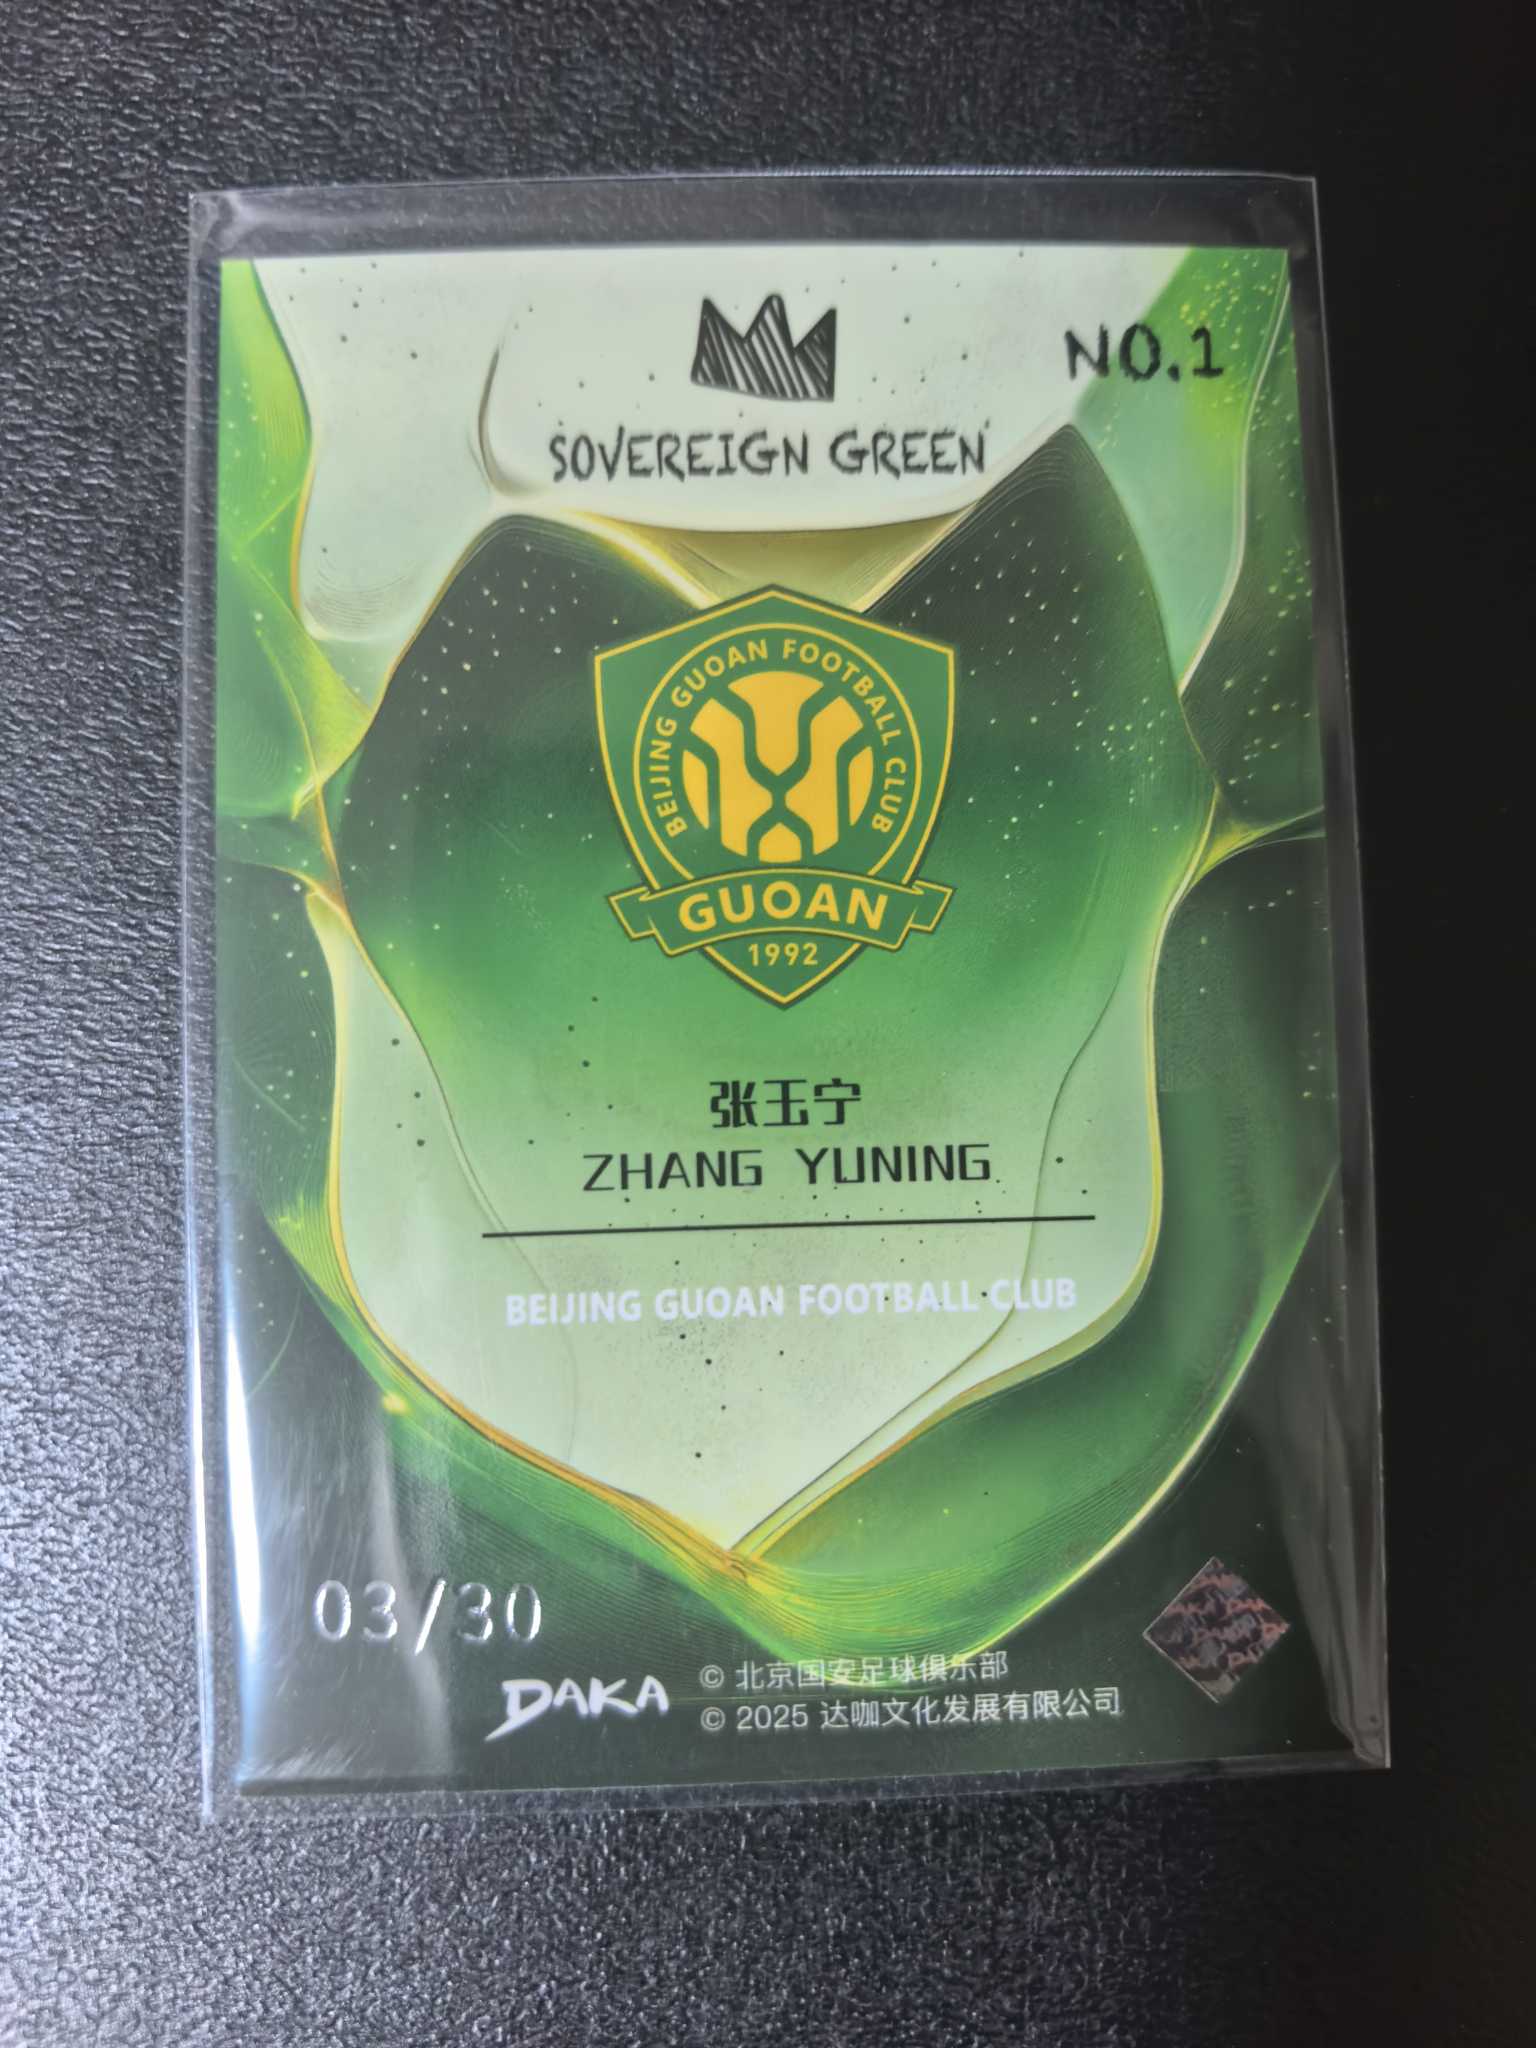 NO.1
SOVEREIGN GREEN
BEIJING GUOAN FOOTBALL CLUB
GUOAN
1992
张玉宁
ZHANG YUNING
BEIJING GUOAN FOOTBALL CLUB
03/30
DAKA
© 北京国安足球俱乐部
© 2025 达咖文化发展有限公司